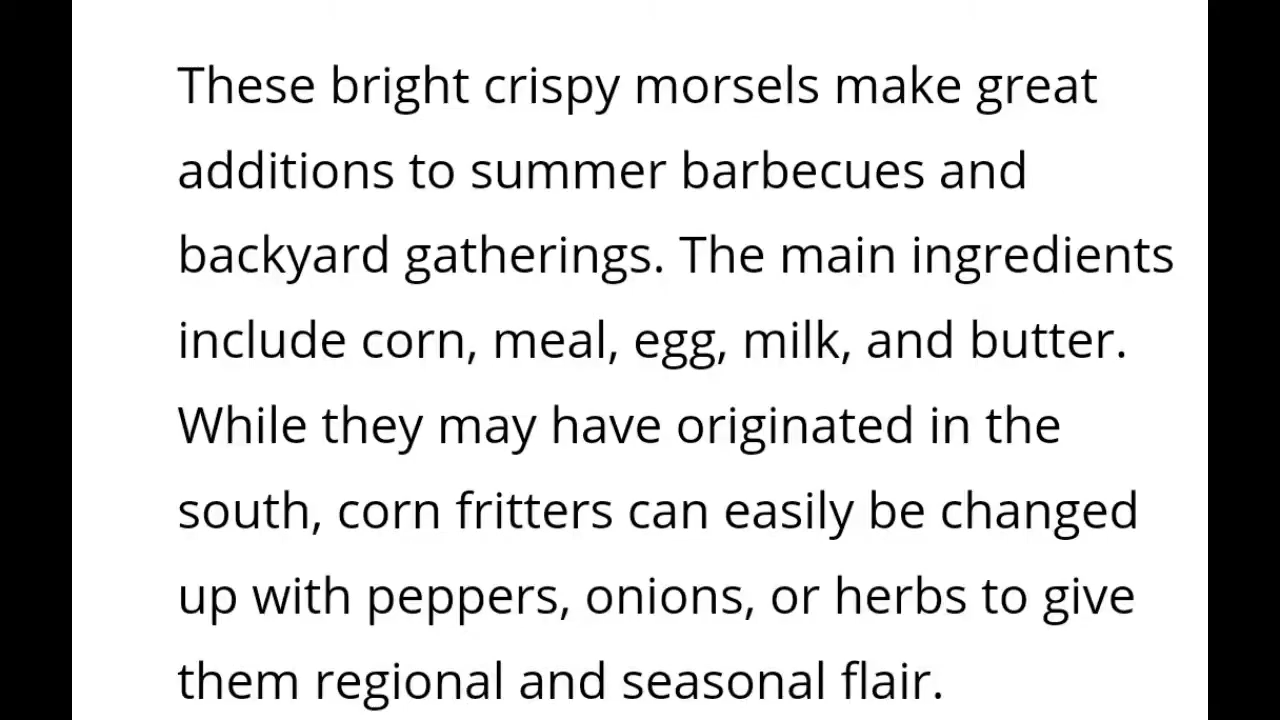 These bright crispy morsels make great
additions to summer barbecues and
backyard gatherings. The main ingredients
include corn, meal, egg, milk, and butter.
While they may have originated in the
south, corn fritters can easily be changed
up with peppers, onions, or herbs to give
them regional and seasonal flair.